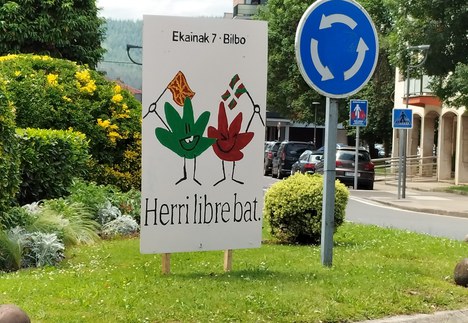 Ekainak 7 · Bilbo
Herri libre bat.